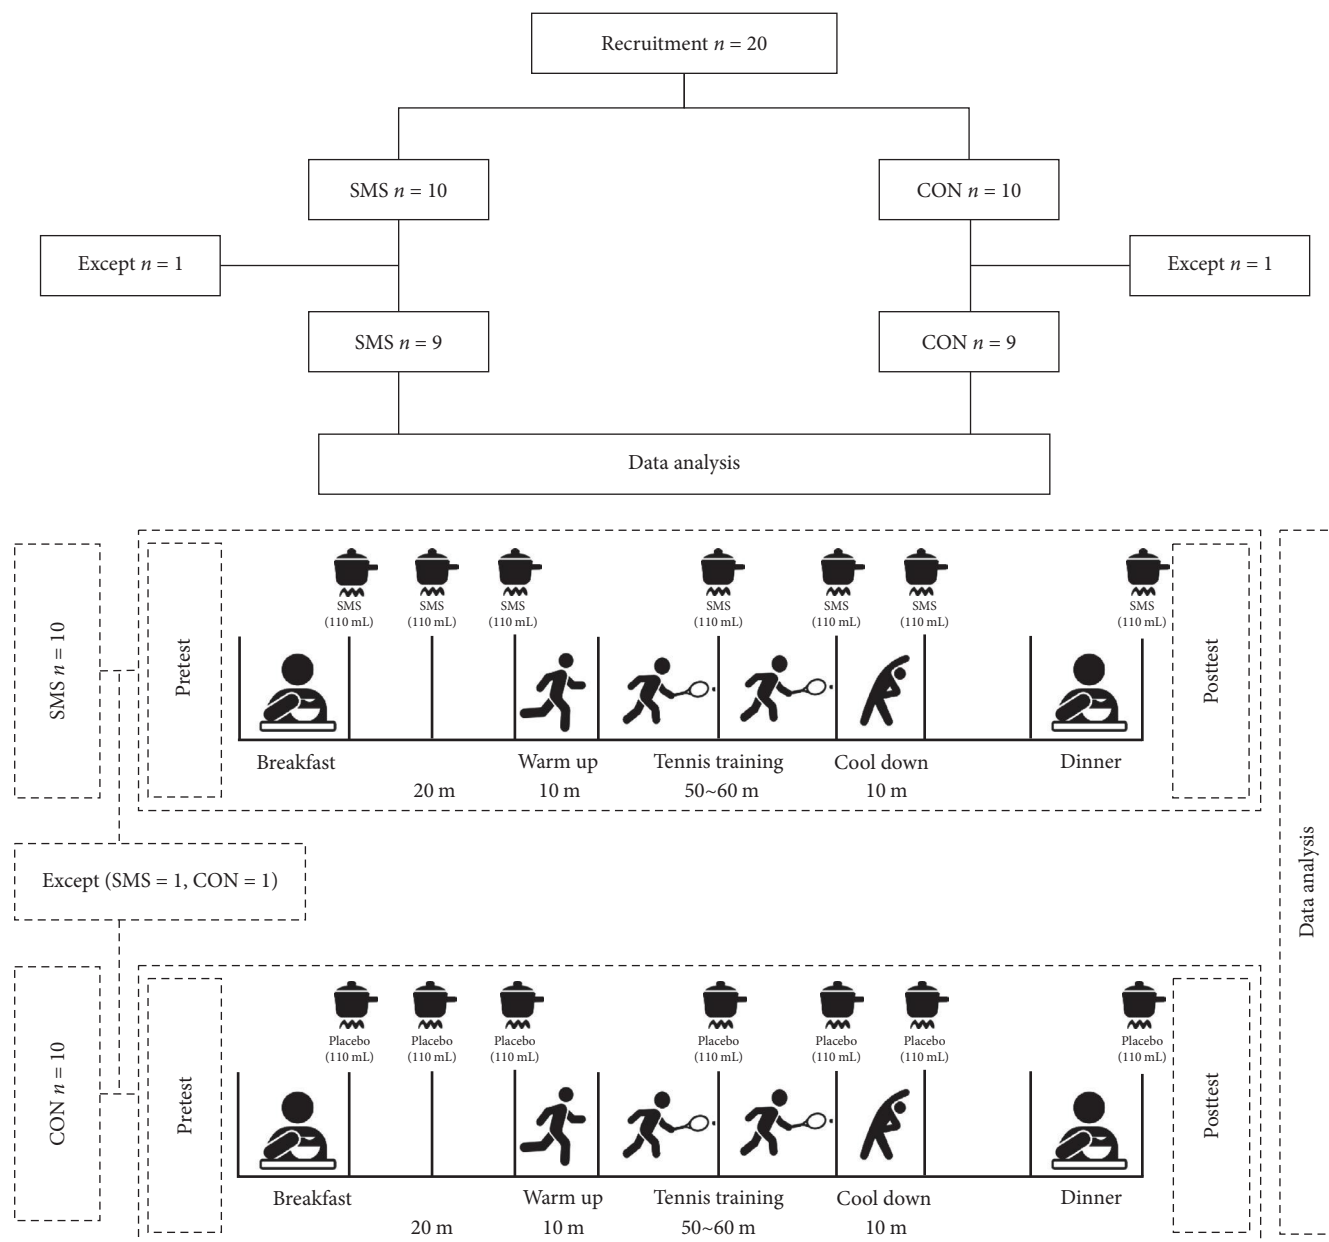 Recruitment n = 20
SMS n = 10
CON n = 10
Except n = 1
Except n = 1
SMS n = 9
CON n = 9
Data analysis
SMS n = 10
Pretest
SMS
(110 mL)
SMS
(110 mL)
SMS
(110 mL)
SMS
(110 mL)
SMS
(110 mL)
SMS
(110 mL)
SMS
(110 mL)
Breakfast
Warm up
Tennis training
Cool down
Dinner
20 m
10 m
50~60 m
10 m
Posttest
Data analysis
Except (SMS = 1, CON = 1)
CON n = 10
Pretest
Placebo
(110 mL)
Placebo
(110 mL)
Placebo
(110 mL)
Placebo
(110 mL)
Placebo
(110 mL)
Placebo
(110 mL)
Placebo
(110 mL)
Breakfast
Warm up
Tennis training
Cool down
Dinner
20 m
10 m
50~60 m
10 m
Posttest